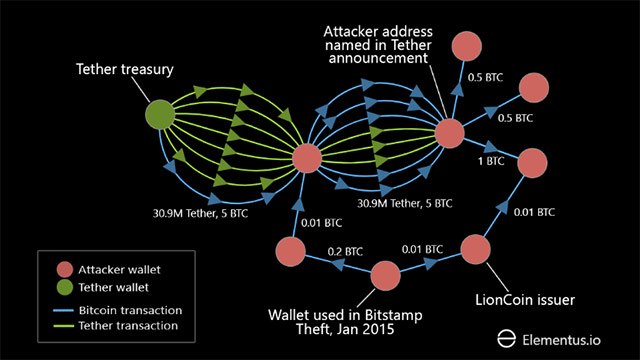 Attacker address
named in Tether
announcement
Tether treasury
0.5 BTC
0.5 BTC
1 BTC
30.9M Tether, 5 BTC
30.9M Tether, 5 BTC
0.01 BTC
0.01 BTC
0.2 BTC
0.01 BTC
Attacker wallet
Tether wallet
Bitcoin transaction
Tether transaction
Wallet used in Bitstamp
Theft, Jan 2015
LionCoin issuer
Elementus.io